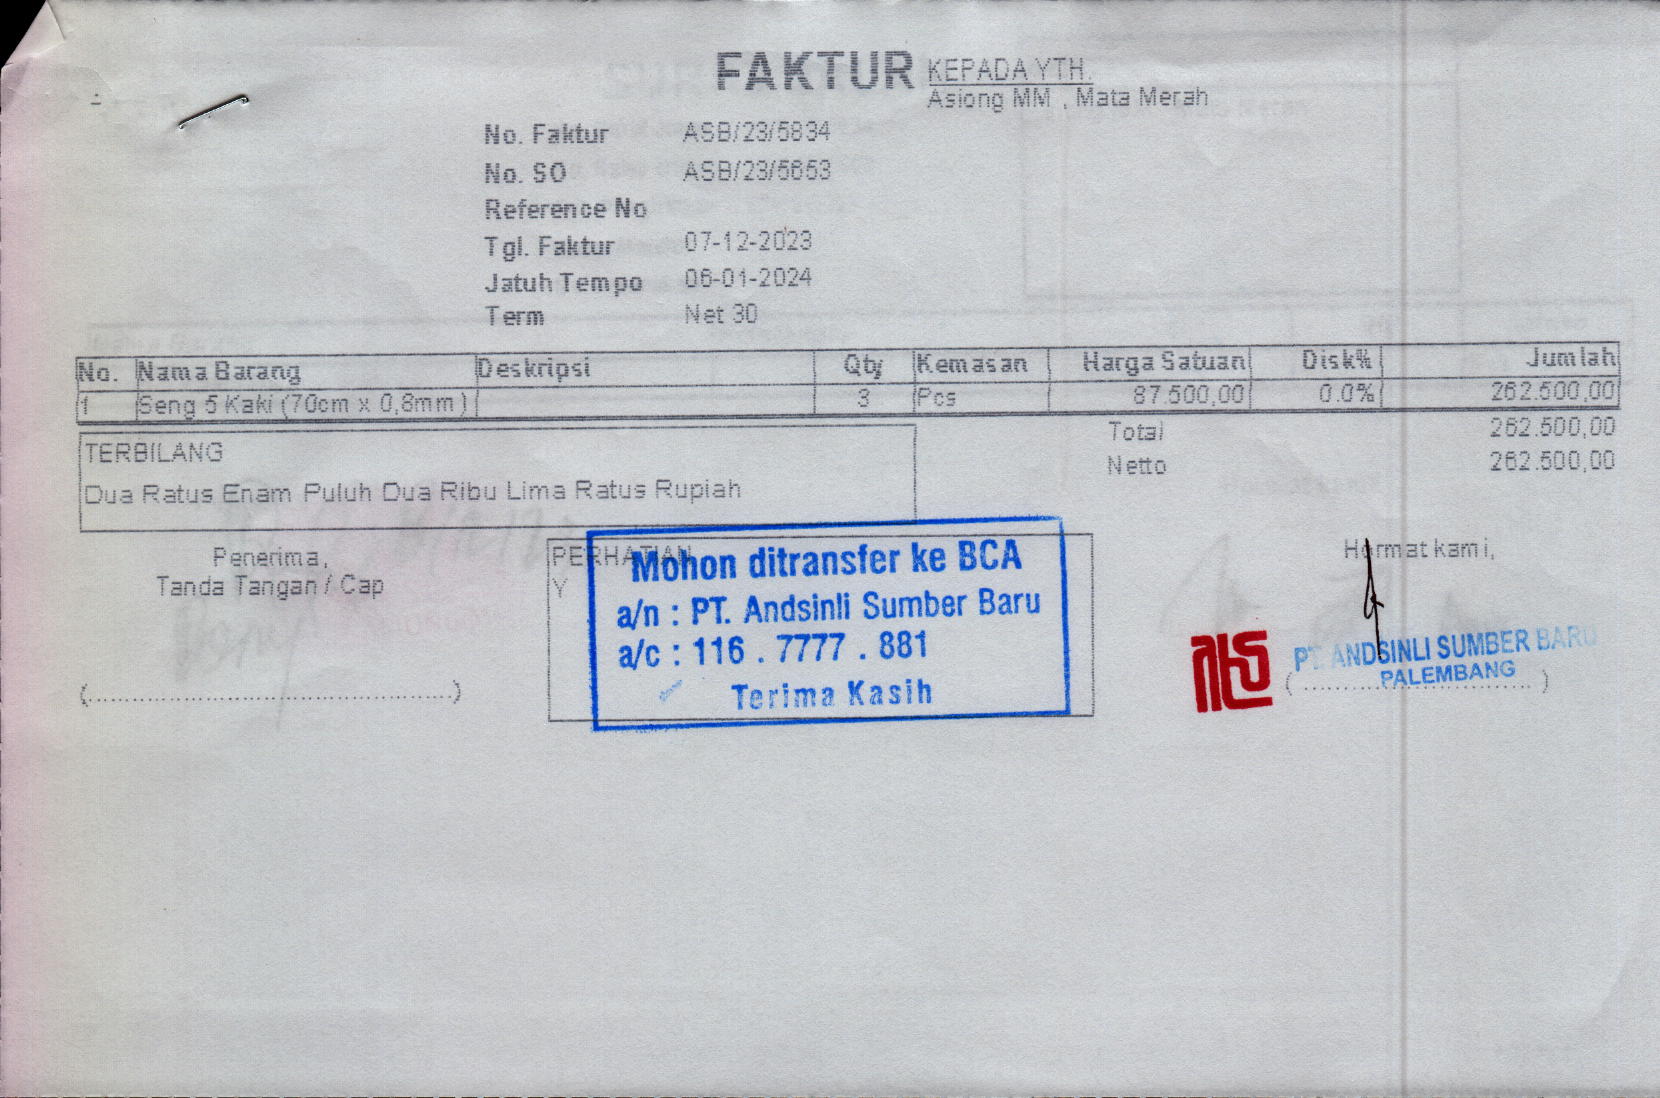 FAKTUR
KEPADA YTH.
Asiong MM , Mata Merah
No. Faktur ASB/23/5834
No. SO ASB/23/5653
Reference No
Tgl. Faktur 07-12-2023
Jatuh Tempo 06-01-2024
Term Net 30
No. Nama Barang Deskripsi Qty Kemasan Harga Satuan Disk% Jumlah
1 Seng 5 Kaki (70cm x 0,8mm) 3 Pcs 87.500,00 0.0% 262.500,00
Total 262.500,00
Netto 262.500,00
TERBILANG
Dua Ratus Enam Puluh Dua Ribu Lima Ratus Rupiah
Penerima,
Tanda Tangan / Cap
(....................................................)
PERHATIAN
Y
Mohon ditransfer ke BCA
a/n : PT. Andsinli Sumber Baru
a/c : 116 . 7777 . 881
Terima Kasih
Hormat kami,
PT. ANDSINLI SUMBER BARU
PALEMBANG
(..................................)